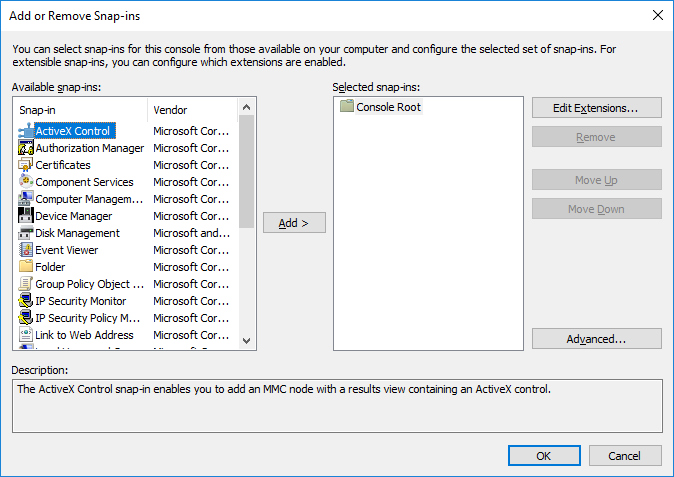 Add or Remove Snap-ins
You can select snap-ins for this console from those available on your computer and configure the selected set of snap-ins. For
extensible snap-ins, you can configure which extensions are enabled.
Available snap-ins:
Snap-in Vendor
ActiveX Control Microsoft Cor...
Authorization Manager Microsoft Cor...
Certificates Microsoft Cor...
Component Services Microsoft Cor...
Computer Managem... Microsoft Cor...
Device Manager Microsoft Cor...
Disk Management Microsoft and...
Event Viewer Microsoft Cor...
Folder Microsoft Cor...
Group Policy Object ... Microsoft Cor...
IP Security Monitor Microsoft Cor...
IP Security Policy M... Microsoft Cor...
Link to Web Address Microsoft Cor...
Add >
Selected snap-ins:
Console Root
Edit Extensions...
Remove
Move Up
Move Down
Advanced...
Description:
The ActiveX Control snap-in enables you to add an MMC node with a results view containing an ActiveX control.
OK
Cancel